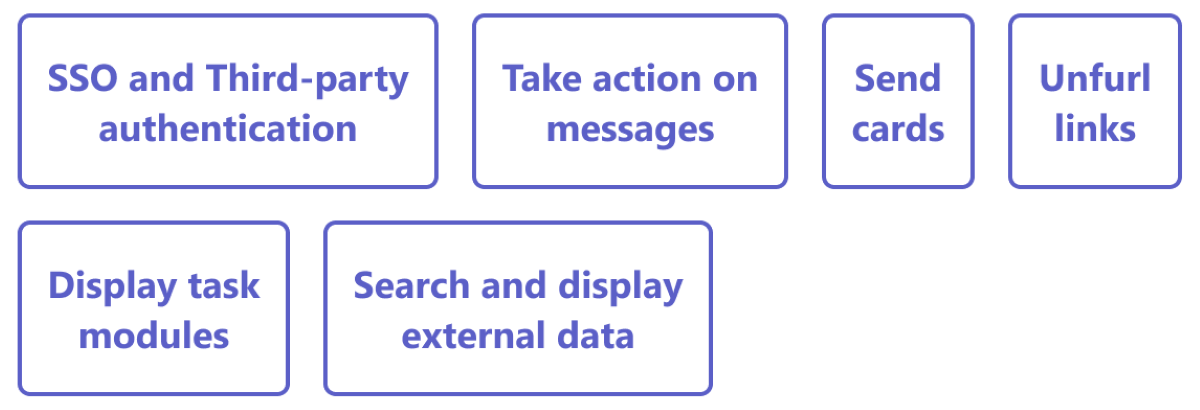 SSO and Third-party
authentication
Take action on
messages
Send
cards
Unfurl
links
Display task
modules
Search and display
external data